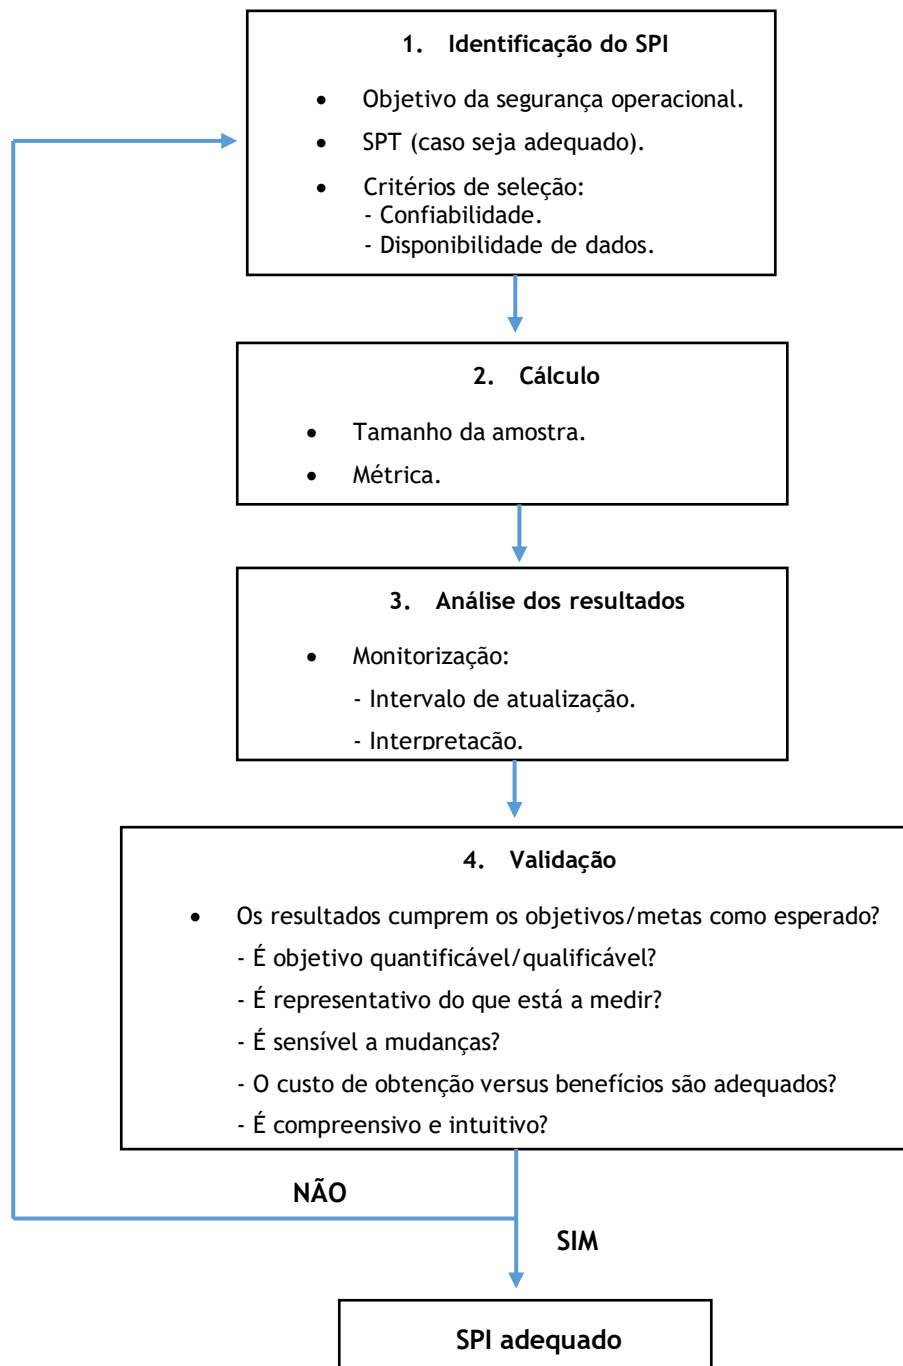 1. Identificação do SPI
• Objetivo da segurança operacional.
• SPT (caso seja adequado).
• Critérios de seleção:
- Confiabilidade.
- Disponibilidade de dados.
2. Cálculo
• Tamanho da amostra.
• Métrica.
3. Análise dos resultados
• Monitorização:
- Intervalo de atualização.
- Interpretação.
4. Validação
• Os resultados cumprem os objetivos/metas como esperado?
- É objetivo quantificável/qualificável?
- É representativo do que está a medir?
- É sensível a mudanças?
- O custo de obtenção versus benefícios são adequados?
- É compreensivo e intuitivo?
NÃO
SIM
SPI adequado